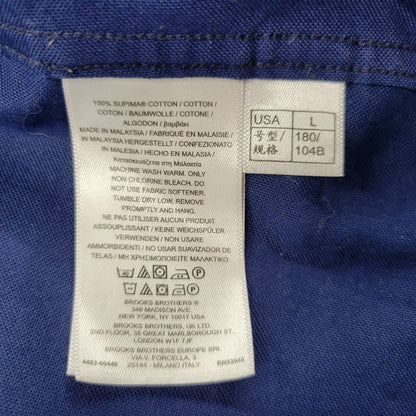 100% SUPIMA® COTTON / COTTON /
COTON / BAUMWOLLE / COTONE /
ALGODON / βαμβάκι
MADE IN MALAYSIA / FABRIQUÉ EN MALAISIE /
IN MALAYSIA HERGESTELLT / CONFEZIONATO
IN MALESIA / HECHO EN MALASIA /
Κατασκευάζεται στη Μαλαισία
MACHINE WASH WARM. ONLY
NON CHLORINE BLEACH. DO
NOT USE FABRIC SOFTENER.
TUMBLE DRY LOW. REMOVE
PROMPTLY AND HANG.
NE PAS UTILISER AUCUN PRODUIT
ASSOUPLISSANT / KEINE WEICHSPÜLER
VERWENDEN / NON USARE
AMMORBIDENTI / NO USAR SUAVIZADOR DE
TELAS / ΜΗ ΧΡΗΣΙΜΟΠΟΙΕΙΤΕ ΜΑΛΑΚΤΙΚΟ
BROOKS BROTHERS ®
346 MADISON AVE.
NEW YORK, NY 10017 USA
BROOKS BROTHERS, UK LTD.
2ND FLOOR, 35 GREAT MARLBOROUGH ST.
LONDON W1F 7JF
BROOKS BROTHERS EUROPE SRL
VIA V. FORCELLA, 3
20144 - MILANO ITALY
4483-60446
RN93960
USA L
号型/ 180/
规格 104B